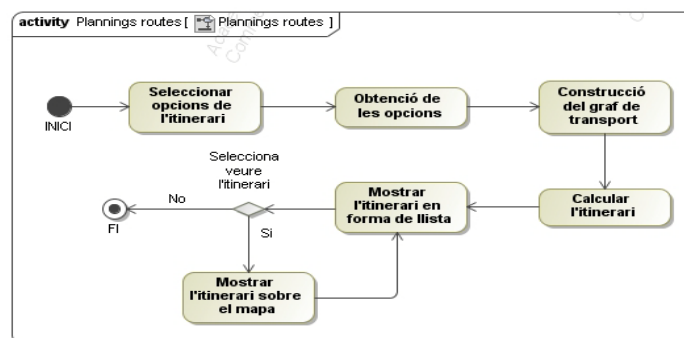 activity Plannings routes [ Plannings routes ]
Seleccionar
opcions de
l'itinerari
Obtenció de
les opcions
Construcció
del graf de
transport
INICI
Selecciona
veure
l'itinerari
Mostrar
l'itinerari en
forma de llista
Calcular
l'itinerari
No
FI
Si
Mostrar
l'itinerari sobre
el mapa